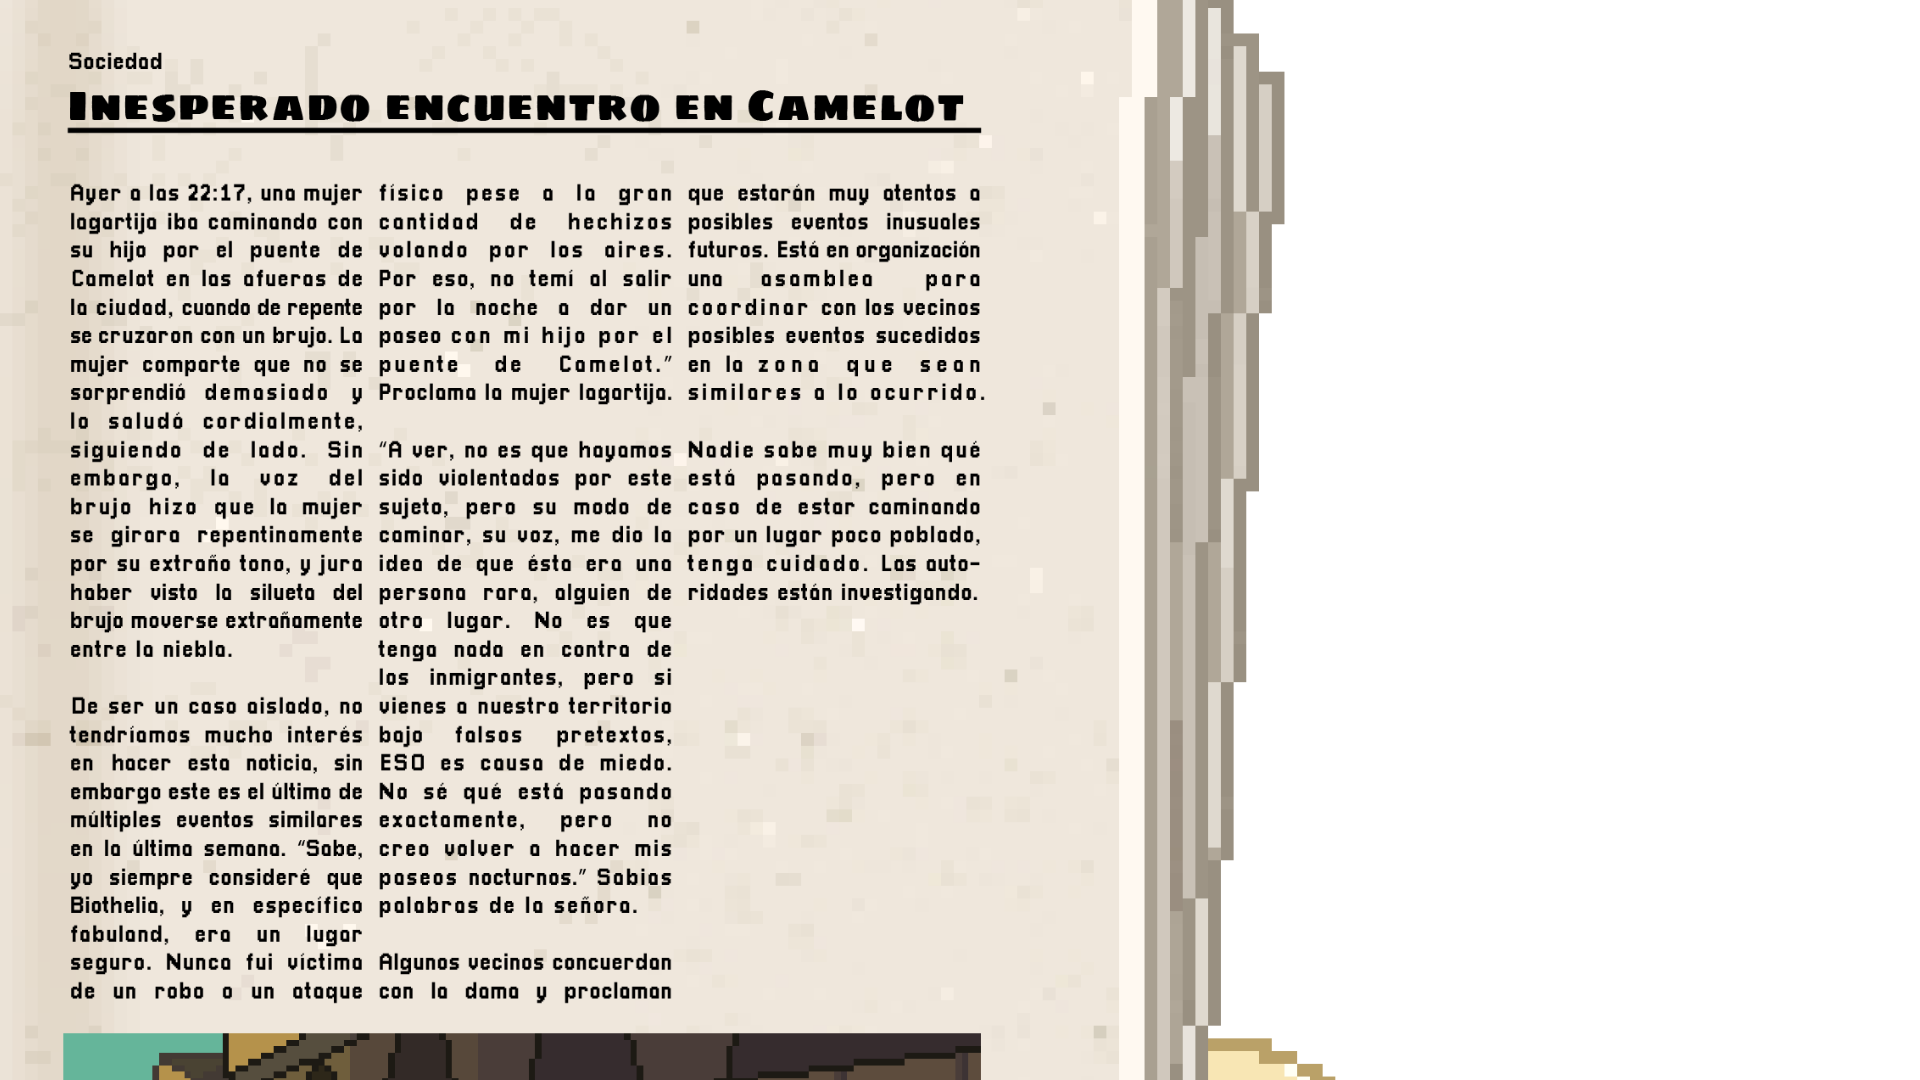 Sociedad
Inesperado encuentro en Camelot
Ayer a las 22:17, una mujer
lagartija iba caminando con
su hijo por el puente de
Camelot en las afueras de
la ciudad, cuando de repente
se cruzaron con un brujo. La
mujer comparte que no se
sorprendió demasiado y
lo saludó cordialmente,
siguiendo de lado. Sin
embargo, la voz del
brujo hizo que la mujer
se girara repentinamente
por su extraño tono, y jura
haber visto la silueta del
brujo moverse extrañamente
entre la niebla.
De ser un caso aislado, no
tendríamos mucho interés
en hacer esta noticia, sin
embargo este es el último de
múltiples eventos similares
en la última semana. "Sabe,
yo siempre consideré que
Biothelia, y en específico
fabuland, era un lugar
seguro. Nunca fui víctima
de un robo o un ataque
físico pese a la gran
cantidad de hechizos
volando por los aires.
Por eso, no temí al salir
por la noche a dar un
paseo con mi hijo por el
puente de Camelot."
Proclama la mujer lagartija.
"A ver, no es que hayamos
sido violentados por este
sujeto, pero su modo de
caminar, su voz, me dio la
idea de que ésta era una
persona rara, alguien de
otro lugar. No es que
tenga nada en contra de
los inmigrantes, pero si
vienes a nuestro territorio
bajo falsos pretextos,
ESO es causa de miedo.
No sé qué está pasando
exactamente, pero no
creo volver a hacer mis
paseos nocturnos." Sabias
palabras de la señora.
Algunos vecinos concuerdan
con la dama y proclaman
que estarán muy atentos a
posibles eventos inusuales
futuros. Está en organización
una asamblea para
coordinar con los vecinos
posibles eventos sucedidos
en la zona que sean
similares a lo ocurrido.
Nadie sabe muy bien qué
está pasando, pero en
caso de estar caminando
por un lugar poco poblado,
tenga cuidado. Las auto-
ridades están investigando.